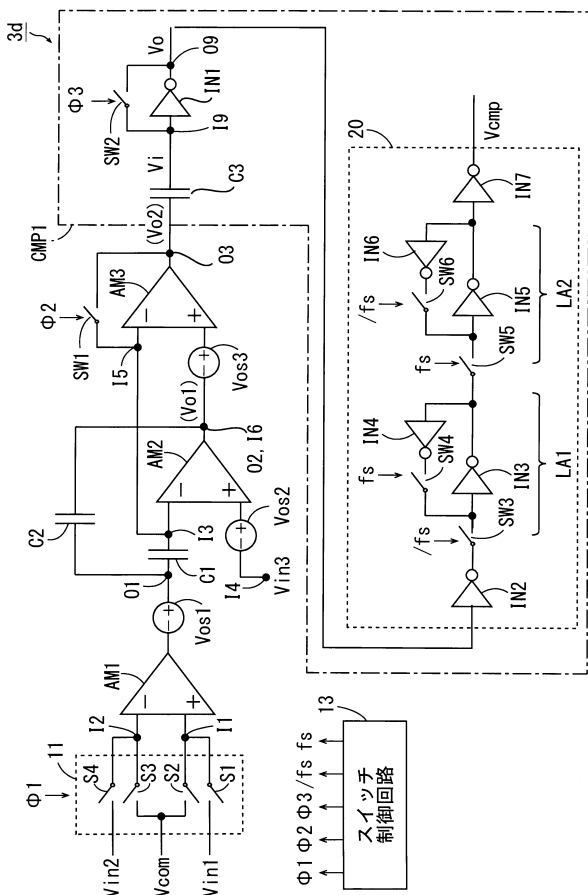 3d
Vo
O9
Φ3
SW2
IN1
I9
Vi
C3
(Vo2)
CMP1
O3
AM3
Φ2
SW1
I5
Vos3
(Vo1)
I6
O2, I6
AM2
C2
I3
C1
O1
Vos2
I4
Vin3
Vos1
AM1
I2
I1
11
Φ1
S4
S3
S2
S1
Vin2
Vcom
Vin1
20
Vcmp
IN7
IN6
SW6
/fs
IN5
LA2
fs
SW5
IN4
SW4
fs
IN3
LA1
/fs
SW3
IN2
13
Φ1 Φ2 Φ3 /fs fs
スイッチ
制御回路